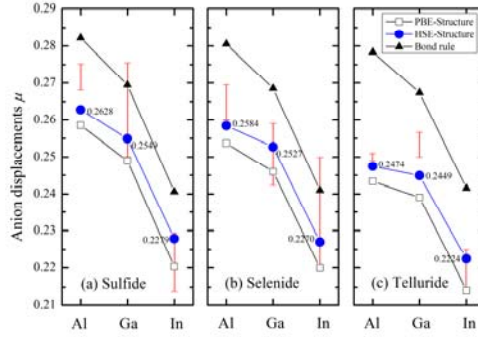 0.29
0.28
0.27
0.26
0.25
0.24
0.23
0.22
0.21
Anion displacements μ
PBE-Structure
HSE-Structure
Bond rule
0.2628
0.2549
0.2279
(a) Sulfide
Al Ga In
0.2584
0.2527
0.2270
(b) Selenide
Al Ga In
0.2474
0.2449
0.2224
(c) Telluride
Al Ga In